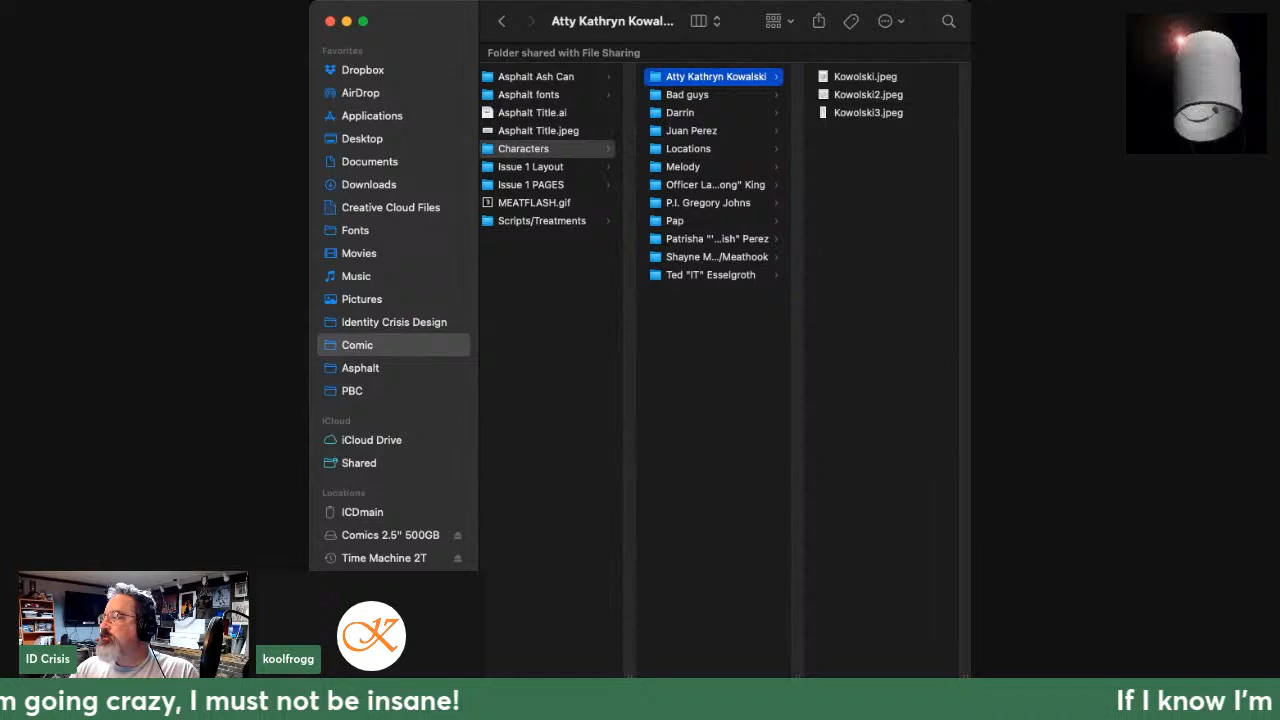 Atty Kathryn Kowal...
Folder shared with File Sharing
Favorites
Dropbox
AirDrop
Applications
Desktop
Documents
Downloads
Creative Cloud Files
Fonts
Movies
Music
Pictures
Identity Crisis Design
Comic
Asphalt
PBC
iCloud
iCloud Drive
Shared
Locations
ICDmain
Comics 2.5" 500GB
Time Machine 2T
Asphalt Ash Can
Asphalt fonts
Asphalt Title.ai
Asphalt Title.jpeg
Characters
Issue 1 Layout
Issue 1 PAGES
MEATFLASH.gif
Scripts/Treatments
Atty Kathryn Kowalski
Bad guys
Darrin
Juan Perez
Locations
Melody
Officer La...ong" King
P.I. Gregory Johns
Pap
Patrisha "'...ish" Perez
Shayne M.../Meathook
Ted "IT" Esselgroth
Kowolski.jpeg
Kowolski2.jpeg
Kowolski3.jpeg
ID Crisis
koolfrogg
K
m going crazy, I must not be insane!
If I know I'm